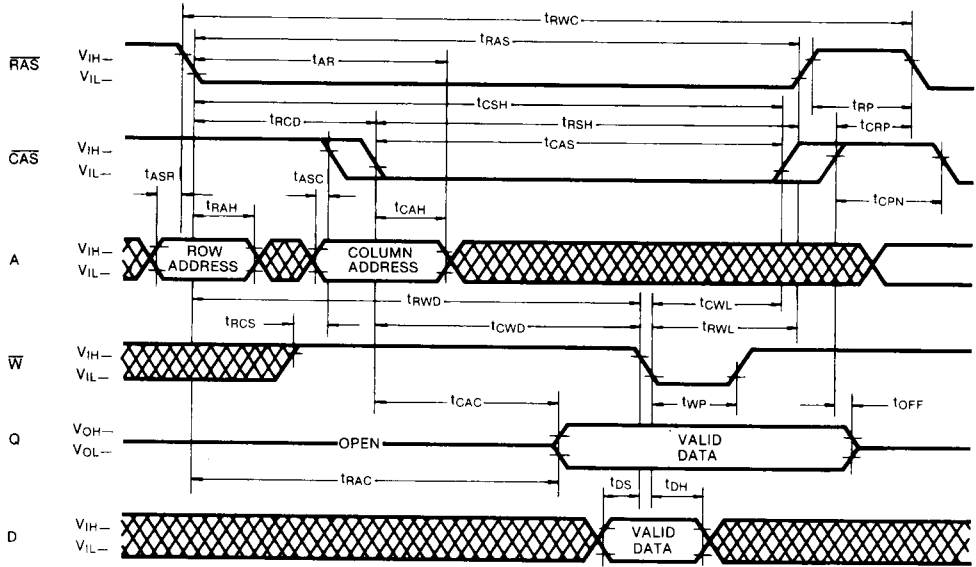 tRWC
tRAS
RAS
VIH–
VIL–
tAR
tCSH
tRP
tRCD
tRSH
tCRP
CAS
VIH–
VIL–
tCAS
tASR
tASC
tRAH
tCAH
tCPN
A
VIH–
VIL–
ROW
ADDRESS
COLUMN
ADDRESS
tRWD
tCWL
tRCS
tCWD
tRWL
W
VIH–
VIL–
tWP
tCAC
tOFF
Q
VOH–
VOL–
OPEN
VALID
DATA
tRAC
tDS
tDH
D
VIH–
VIL–
VALID
DATA